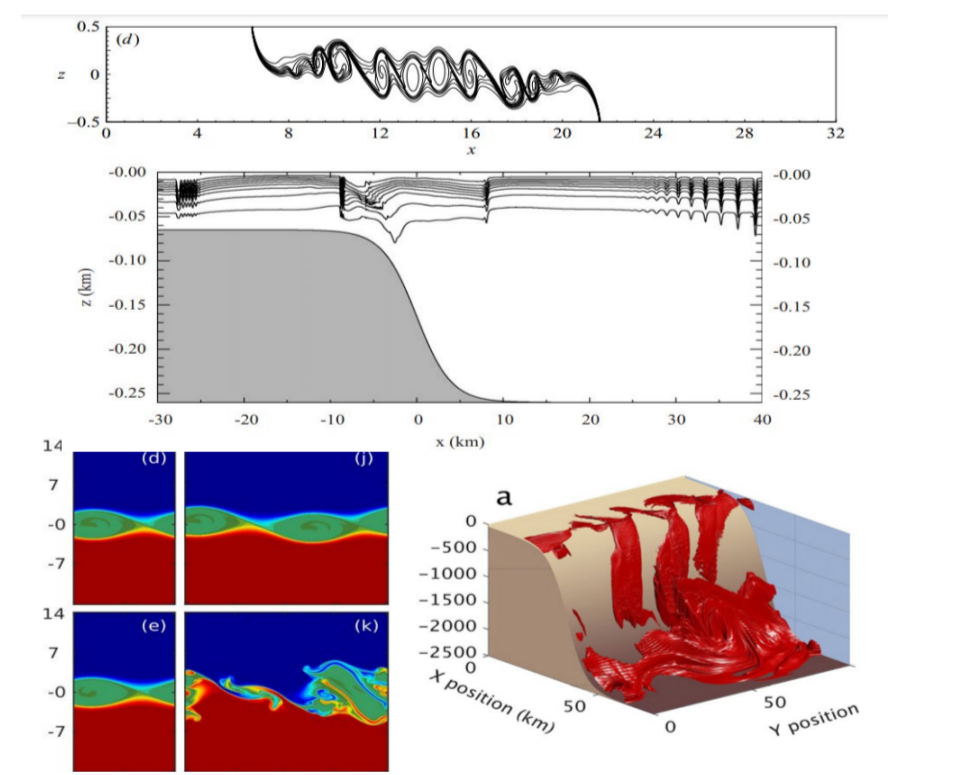 0.5
(d)
z
0
−0.5
0 4 8 12 16 20 24 28 32
x
-0.00 -0.00
-0.05 -0.05
-0.10 -0.10
z (km)
-0.15 -0.15
-0.20 -0.20
-0.25 -0.25
-30 -20 -10 0 10 20 30 40
x (km)
14
(d) (j)
7
-0
-7
14
(e) (k)
7
-0
-7
a
0
−500
−1000
−1500
−2000
−2500
0
X position (km)
50
0
50
Y position